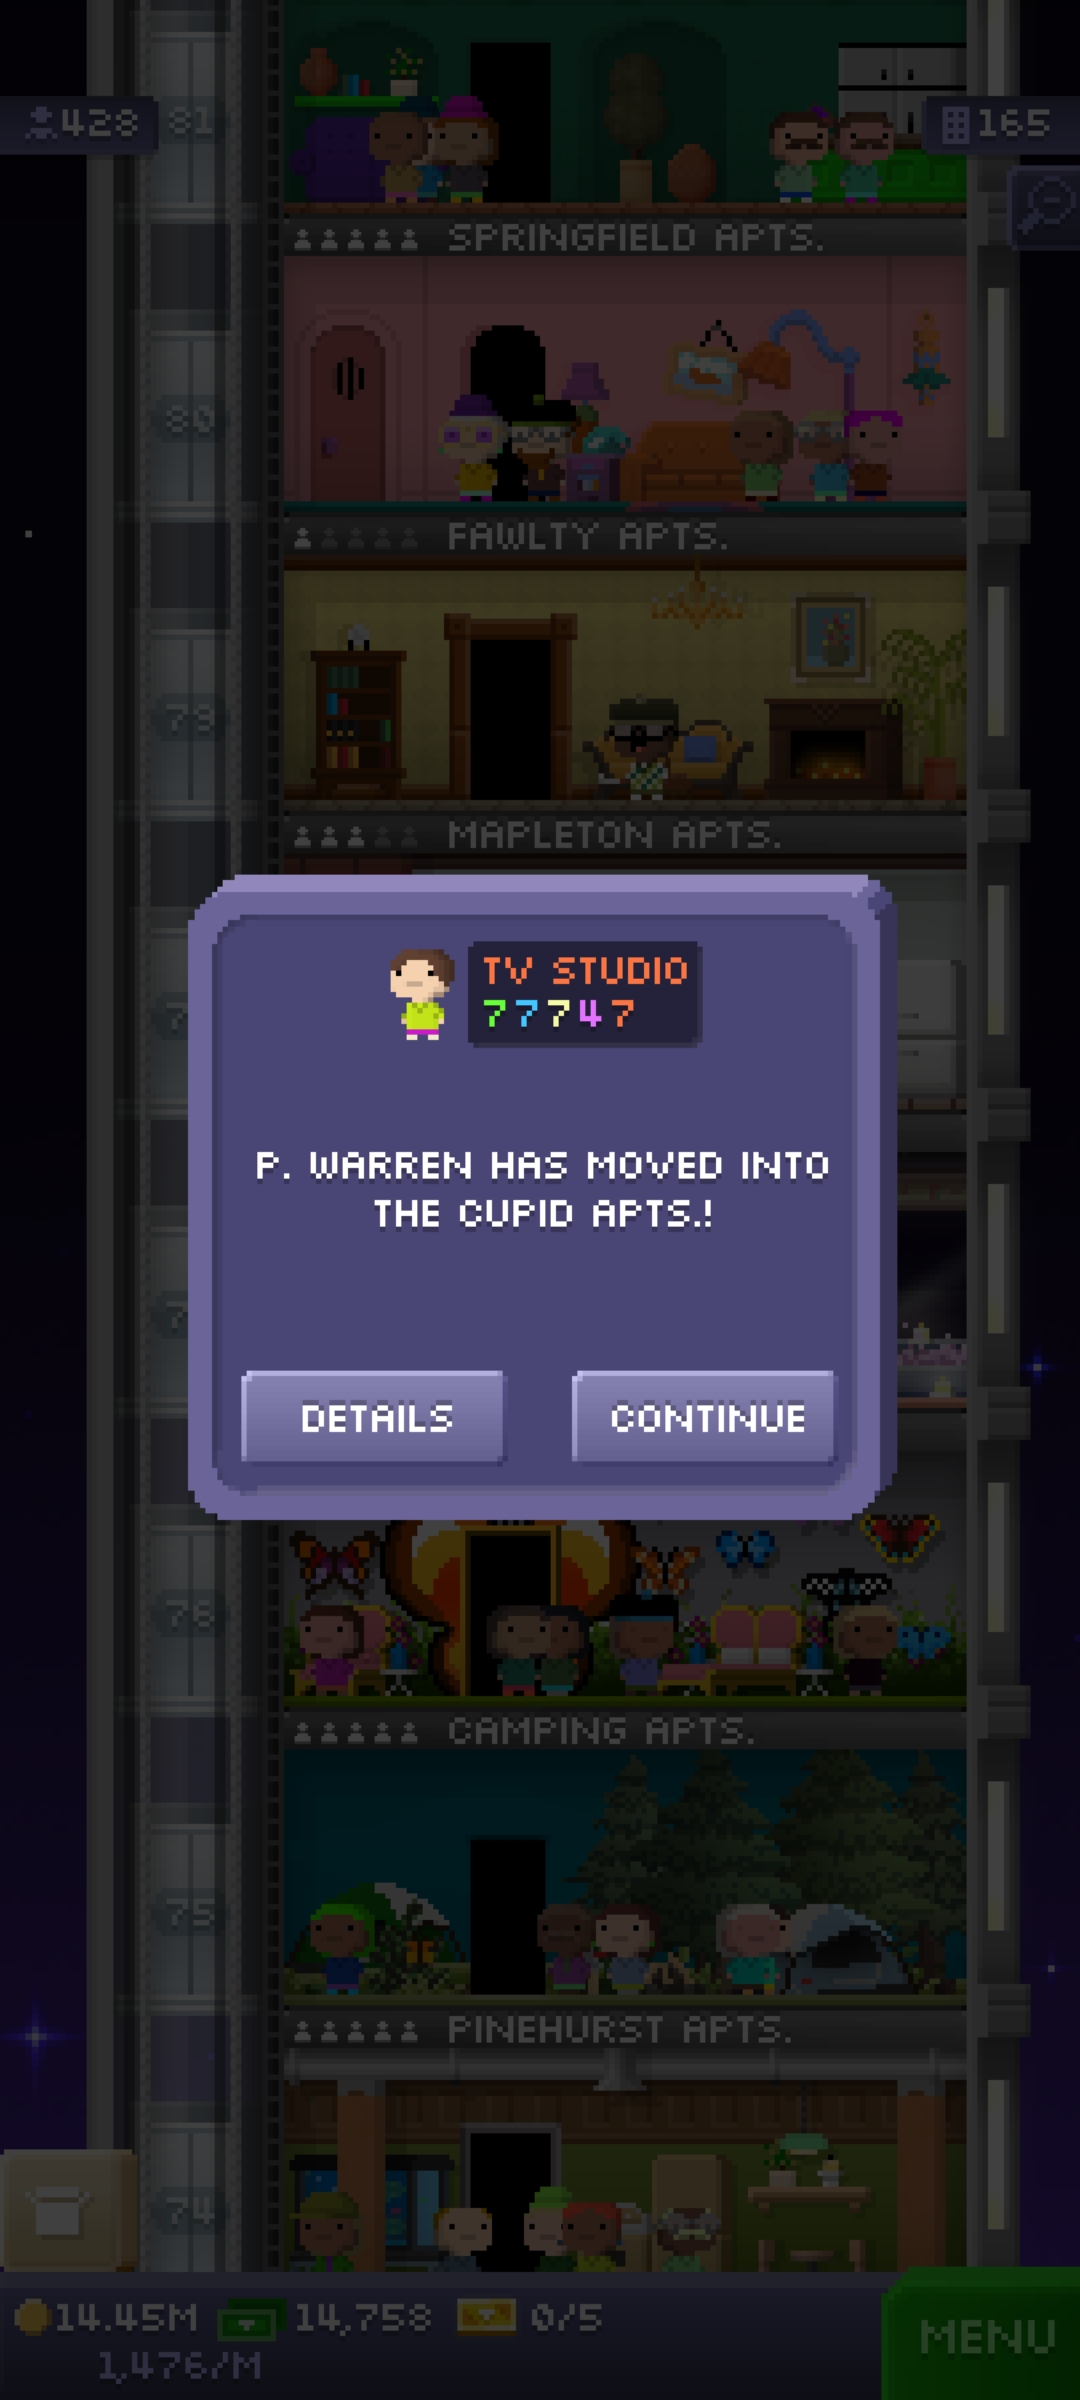 428
81
165
SPRINGFIELD APTS.
80
FAWLTY APTS.
79
MAPLETON APTS.
TV STUDIO
77747
P. WARREN HAS MOVED INTO
THE CUPID APTS.!
DETAILS
CONTINUE
76
CAMPING APTS.
75
PINEHURST APTS.
74
14.45M
14,758
0/5
1,476/M
MENU